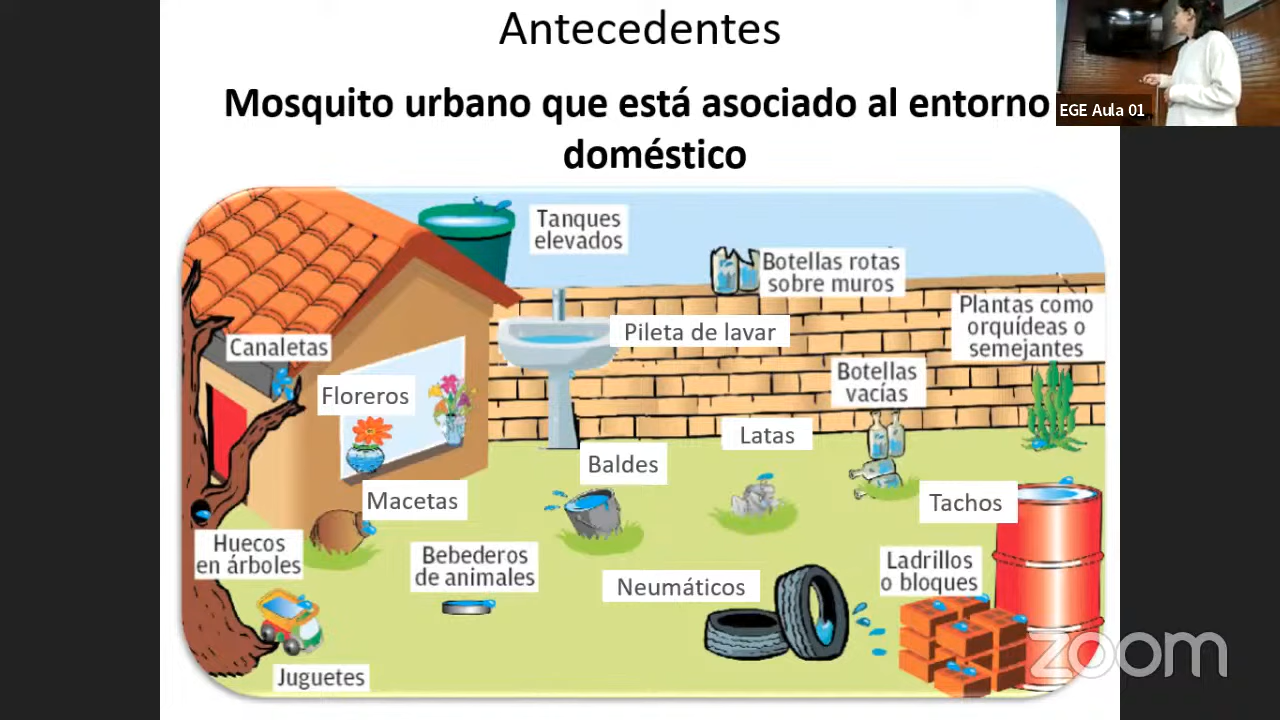 Antecedentes
Mosquito urbano que está asociado al entorno
doméstico
EGE Aula 01
Tanques
elevados
Botellas rotas
sobre muros
Plantas como
orquídeas o
semejantes
Canaletas
Pileta de lavar
Floreros
Botellas
vacías
Latas
Baldes
Macetas
Tachos
Huecos
en árboles
Bebederos
de animales
Neumáticos
Ladrillos
o bloques
Juguetes
zoom